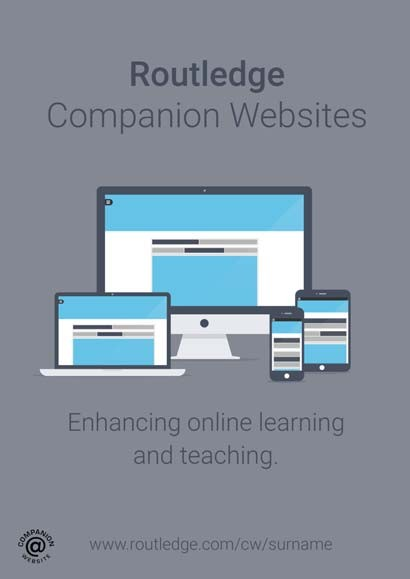 Routledge
Companion Websites
Enhancing online learning
and teaching.
COMPANION
@
WEBSITE
www.routledge.com/cw/surname